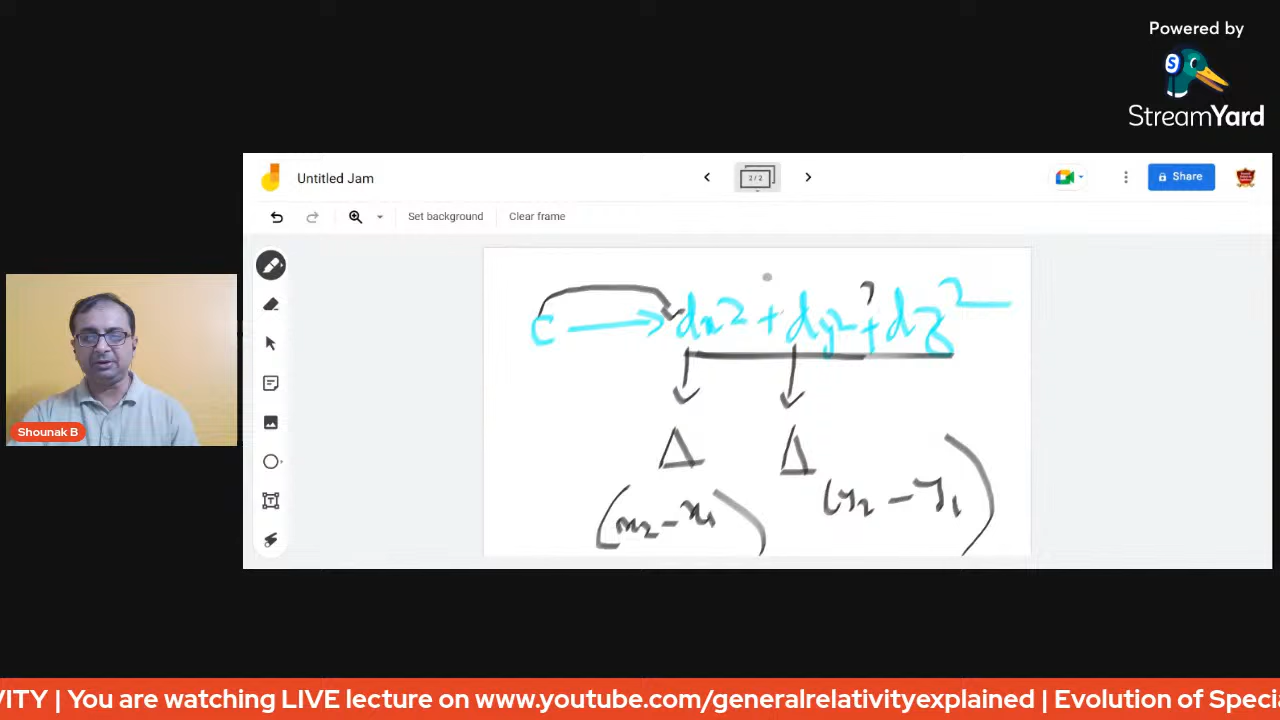 Powered by
StreamYard
Untitled Jam
2 / 2
Share
Set background
Clear frame
c → dx2 + dy2 + dz2
Δ Δ
(x2 - x1) (y2 - y1)
Shounak B
VITY | You are watching LIVE lecture on www.youtube.com/generalrelativityexplained | Evolution of Speci